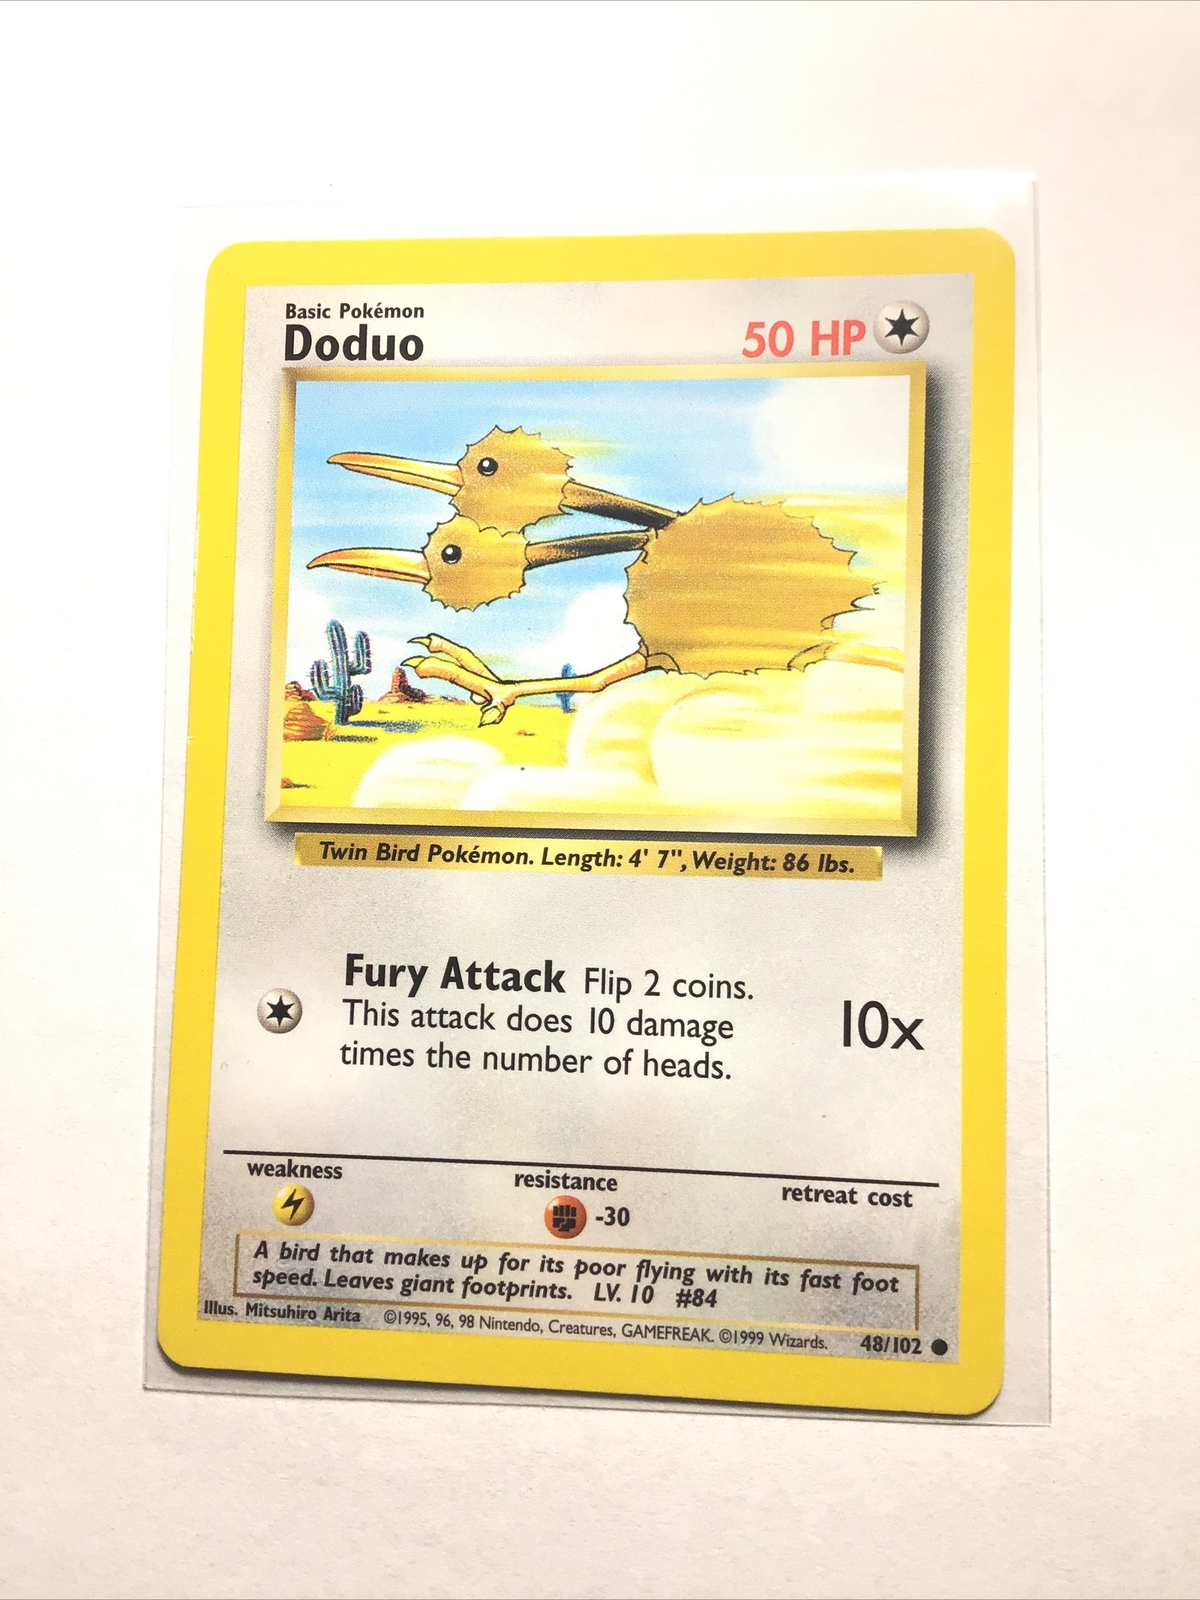 Basic Pokémon
Doduo
50 HP
Twin Bird Pokémon. Length: 4' 7", Weight: 86 lbs.
Fury Attack Flip 2 coins.
This attack does 10 damage
times the number of heads.
10x
weakness
resistance
retreat cost
-30
A bird that makes up for its poor flying with its fast foot
speed. Leaves giant footprints. LV. 10 #84
Illus. Mitsuhiro Arita ©1995, 96, 98 Nintendo, Creatures, GAMEFREAK. ©1999 Wizards. 48/102